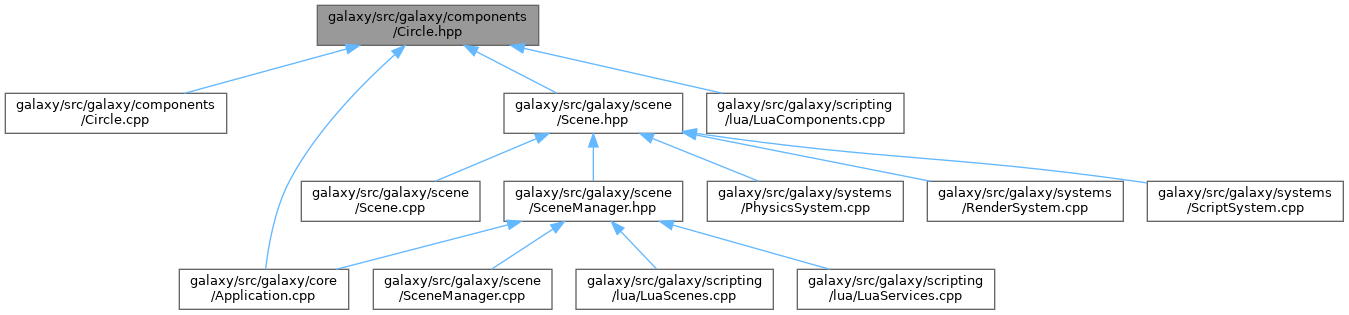 galaxy/src/galaxy/components
/Circle.hpp
galaxy/src/galaxy/components
/Circle.cpp
galaxy/src/galaxy/scene
/Scene.hpp
galaxy/src/galaxy/scripting
/lua/LuaComponents.cpp
galaxy/src/galaxy/scene
/Scene.cpp
galaxy/src/galaxy/scene
/SceneManager.hpp
galaxy/src/galaxy/systems
/PhysicsSystem.cpp
galaxy/src/galaxy/systems
/RenderSystem.cpp
galaxy/src/galaxy/systems
/ScriptSystem.cpp
galaxy/src/galaxy/core
/Application.cpp
galaxy/src/galaxy/scene
/SceneManager.cpp
galaxy/src/galaxy/scripting
/lua/LuaScenes.cpp
galaxy/src/galaxy/scripting
/lua/LuaServices.cpp